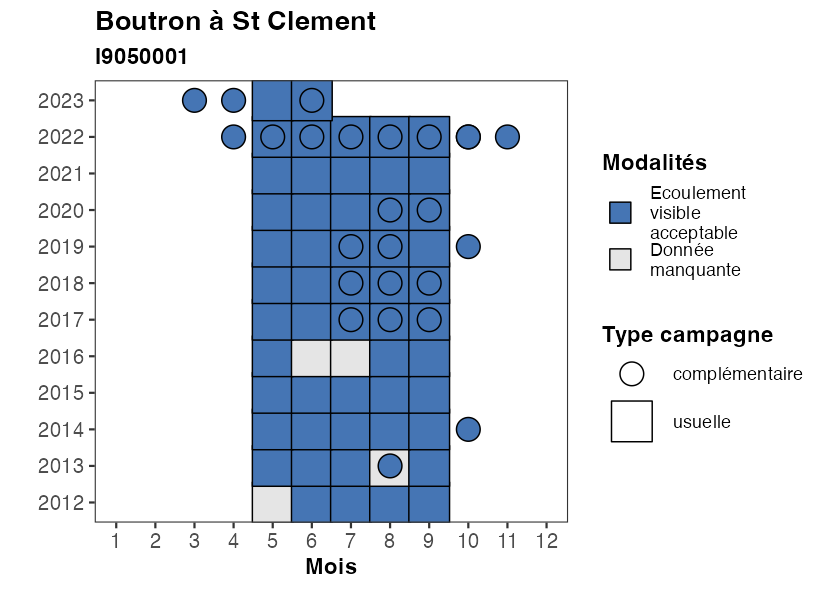 Boutron à St Clement
I9050001
2023
2022
2021
2020
2019
2018
2017
2016
2015
2014
2013
2012
1 2 3 4 5 6 7 8 9 10 11 12
Mois
Modalités
Ecoulement
visible
acceptable
Donnée
manquante
Type campagne
complémentaire
usuelle